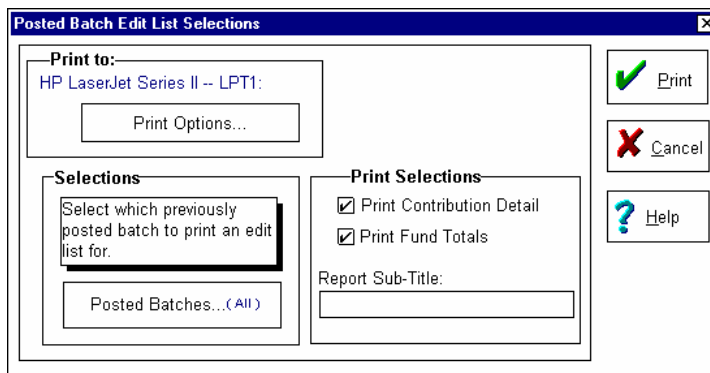 Posted Batch Edit List Selections
Print to:
HP LaserJet Series II -- LPT1:
Print Options...
Print
Cancel
Help
Selections
Select which previously
posted batch to print an edit
list for.
Posted Batches...(All)
Print Selections
Print Contribution Detail
Print Fund Totals
Report Sub-Title: